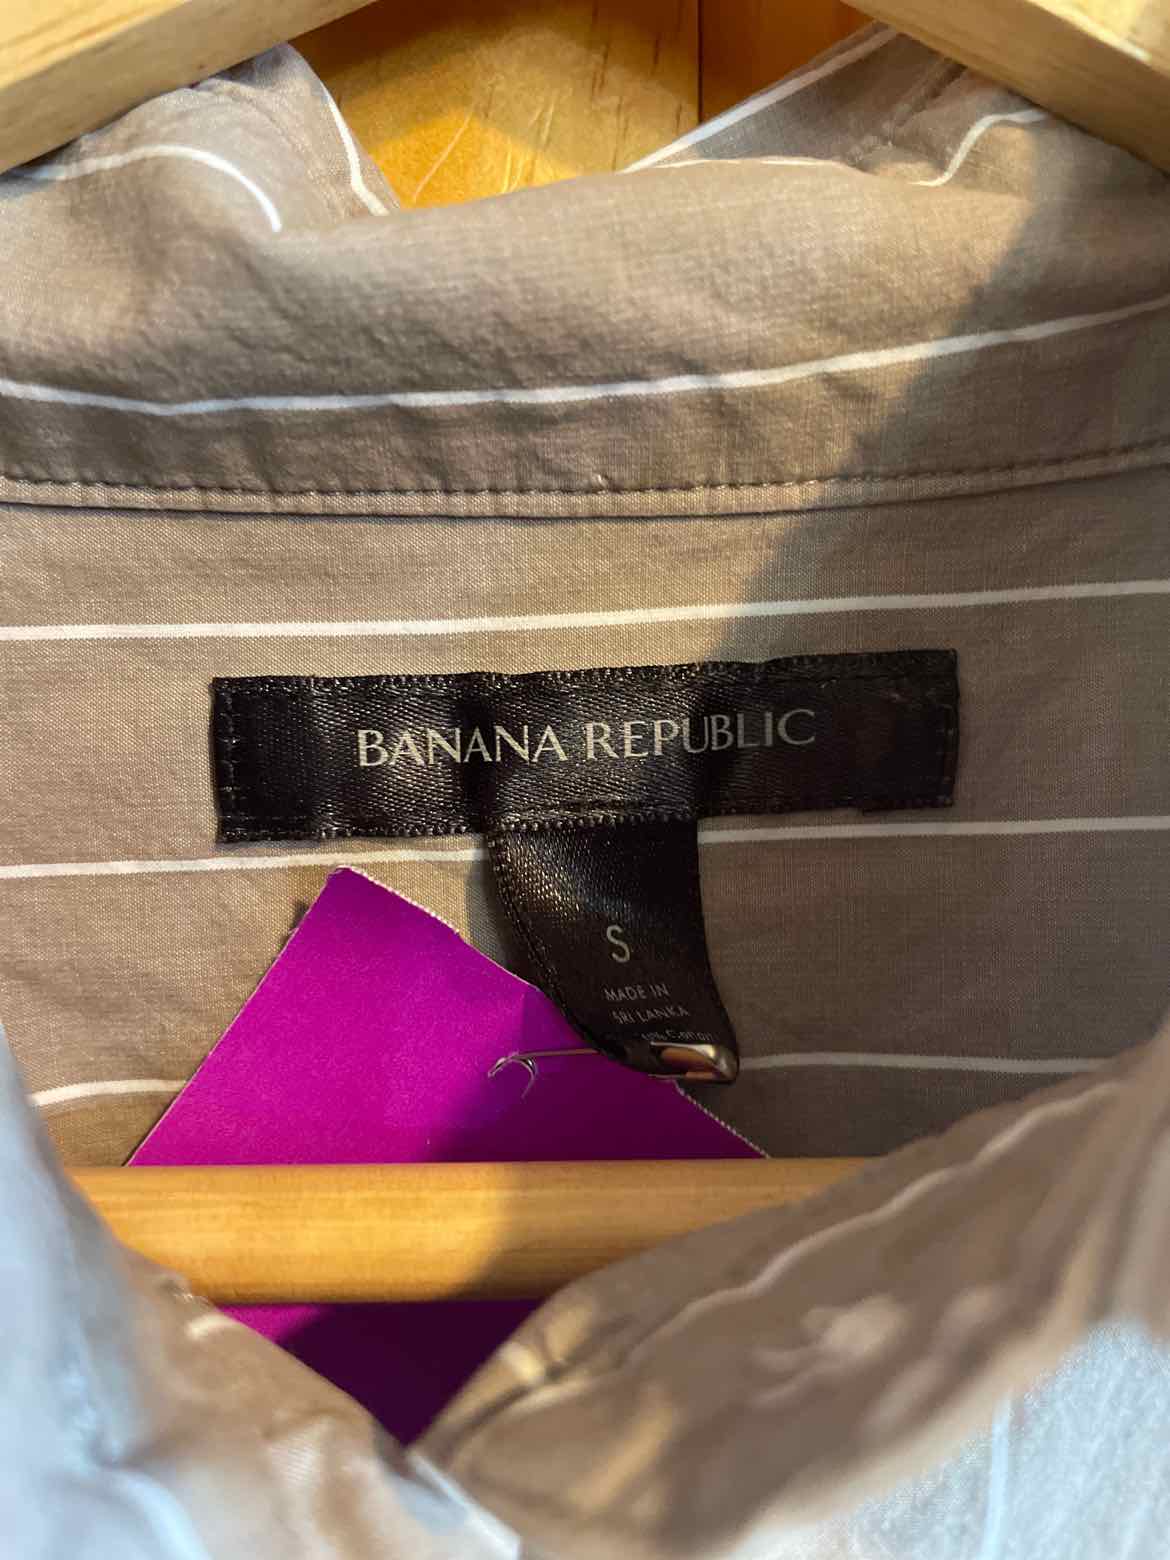 BANANA REPUBLIC
S
MADE IN
SRI LANKA